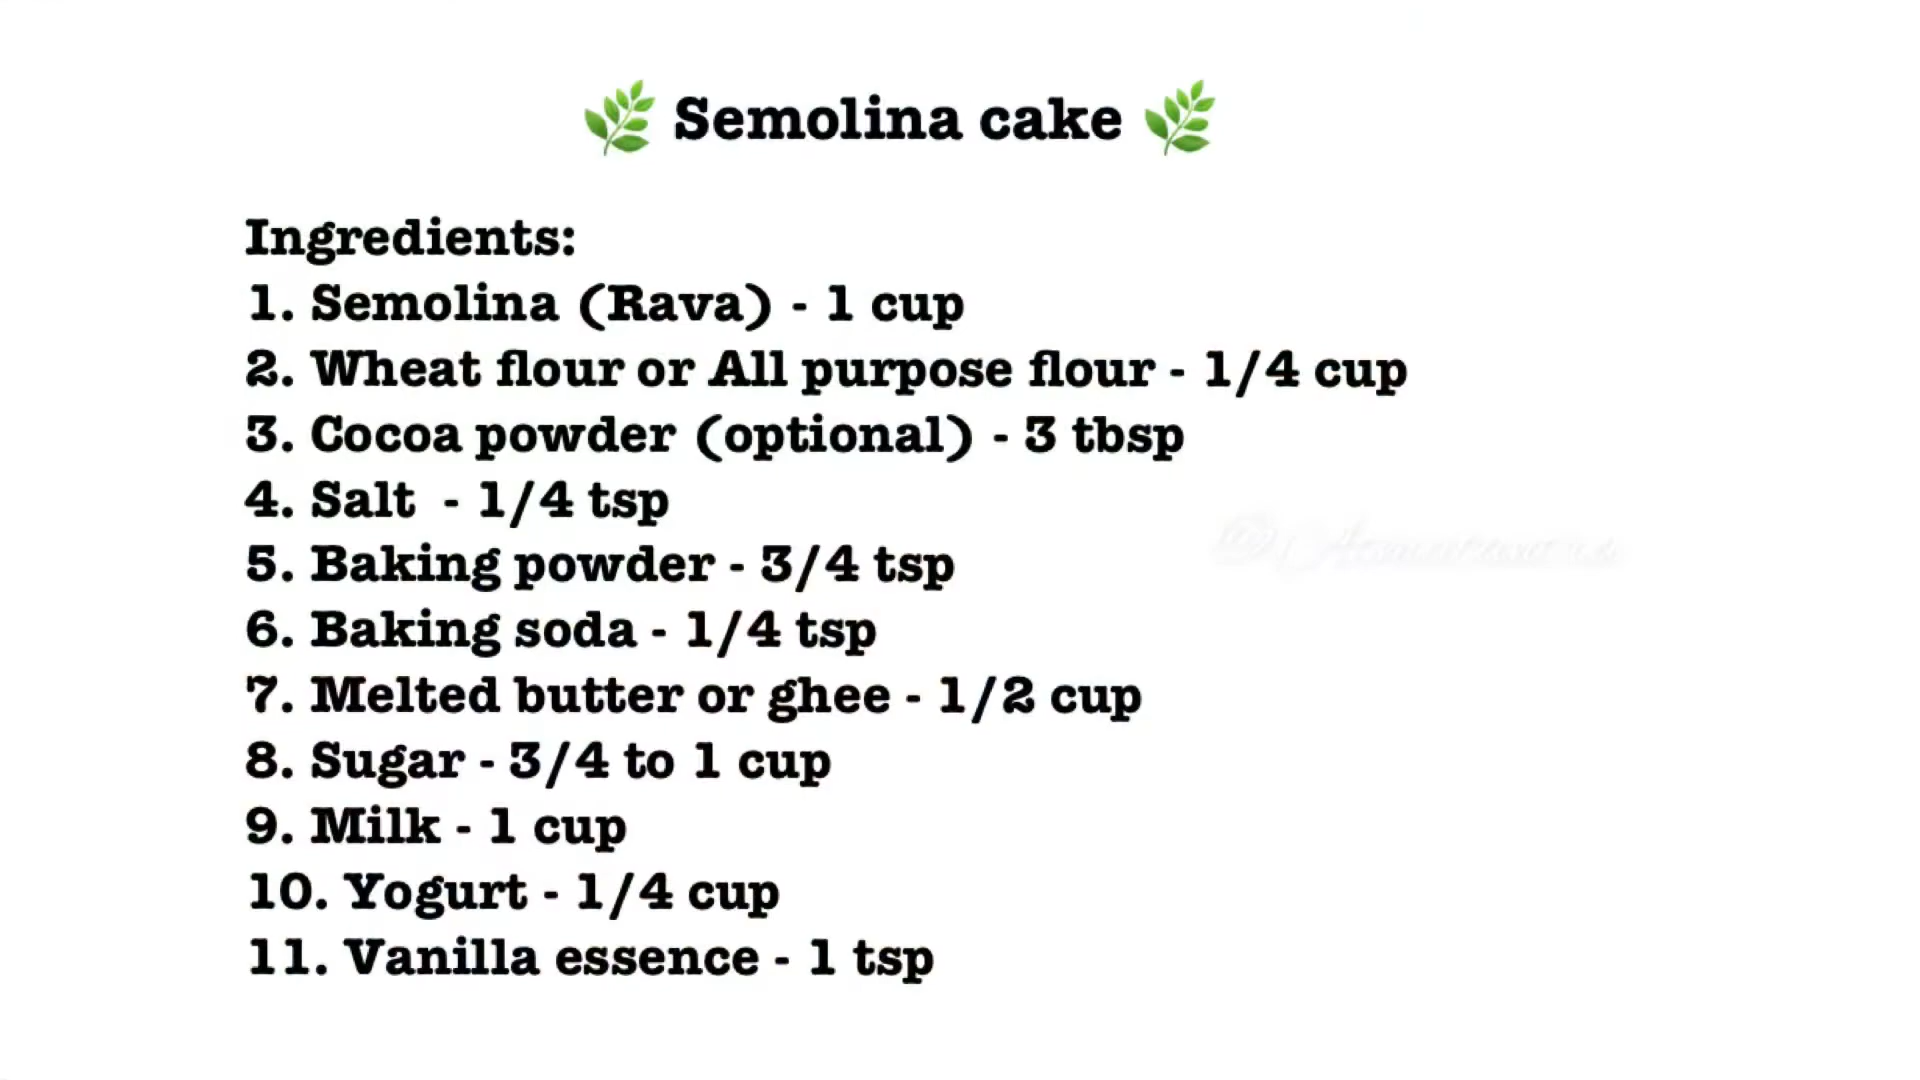 🌿 Semolina cake 🌿
Ingredients:
1. Semolina (Rava) - 1 cup
2. Wheat flour or All purpose flour - 1/4 cup
3. Cocoa powder (optional) - 3 tbsp
4. Salt  - 1/4 tsp
5. Baking powder - 3/4 tsp
6. Baking soda - 1/4 tsp
7. Melted butter or ghee - 1/2 cup
8. Sugar - 3/4 to 1 cup
9. Milk - 1 cup
10. Yogurt - 1/4 cup
11. Vanilla essence - 1 tsp